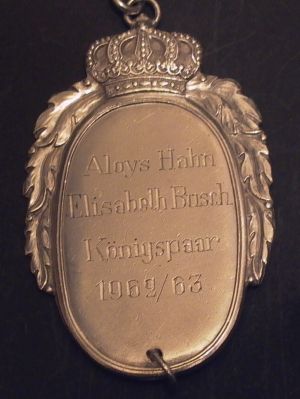 Aloys Hahn
Elisabeth Busch
Königspaar
1962/63